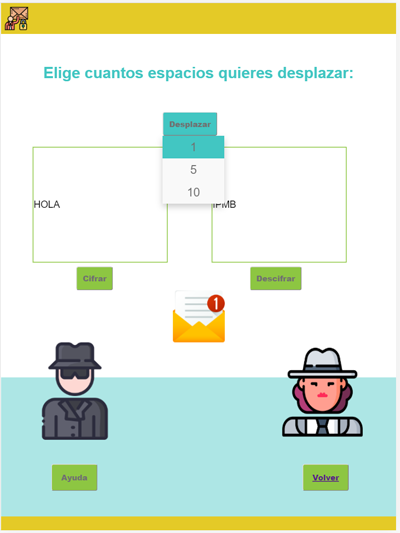 Elige cuantos espacios quieres desplazar:
Desplazar
1
5
10
HOLA
IPMB
Cifrar
Descifrar
1
Ayuda
Volver